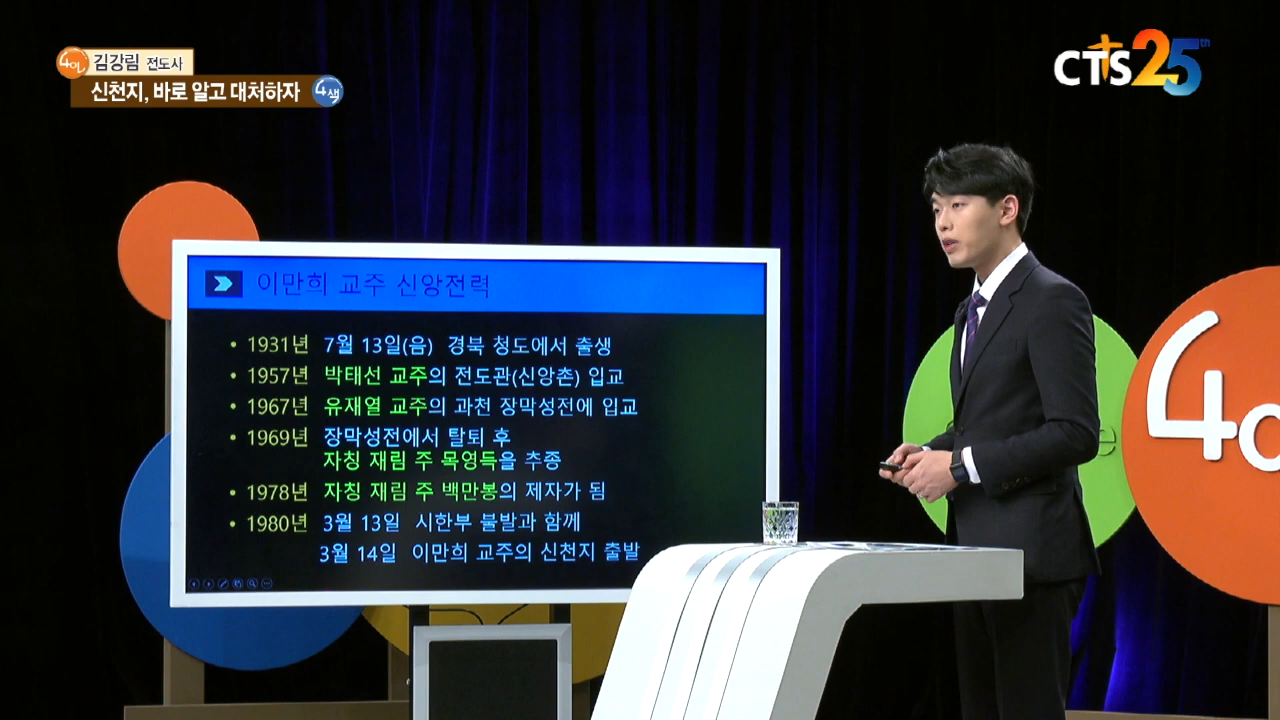 4인 김강림 전도사
신천지, 바로 알고 대처하자 4색
CTS25th
이만희 교주 신앙전력
• 1931년 7월 13일(음) 경북 청도에서 출생
• 1957년 박태선 교주의 전도관(신앙촌) 입교
• 1967년 유재열 교주의 과천 장막성전에 입교
• 1969년 장막성전에서 탈퇴 후
자칭 재림 주 목영득을 추종
• 1978년 자칭 재림 주 백만봉의 제자가 됨
• 1980년 3월 13일 시한부 불발과 함께
3월 14일 이만희 교주의 신천지 출발
4인